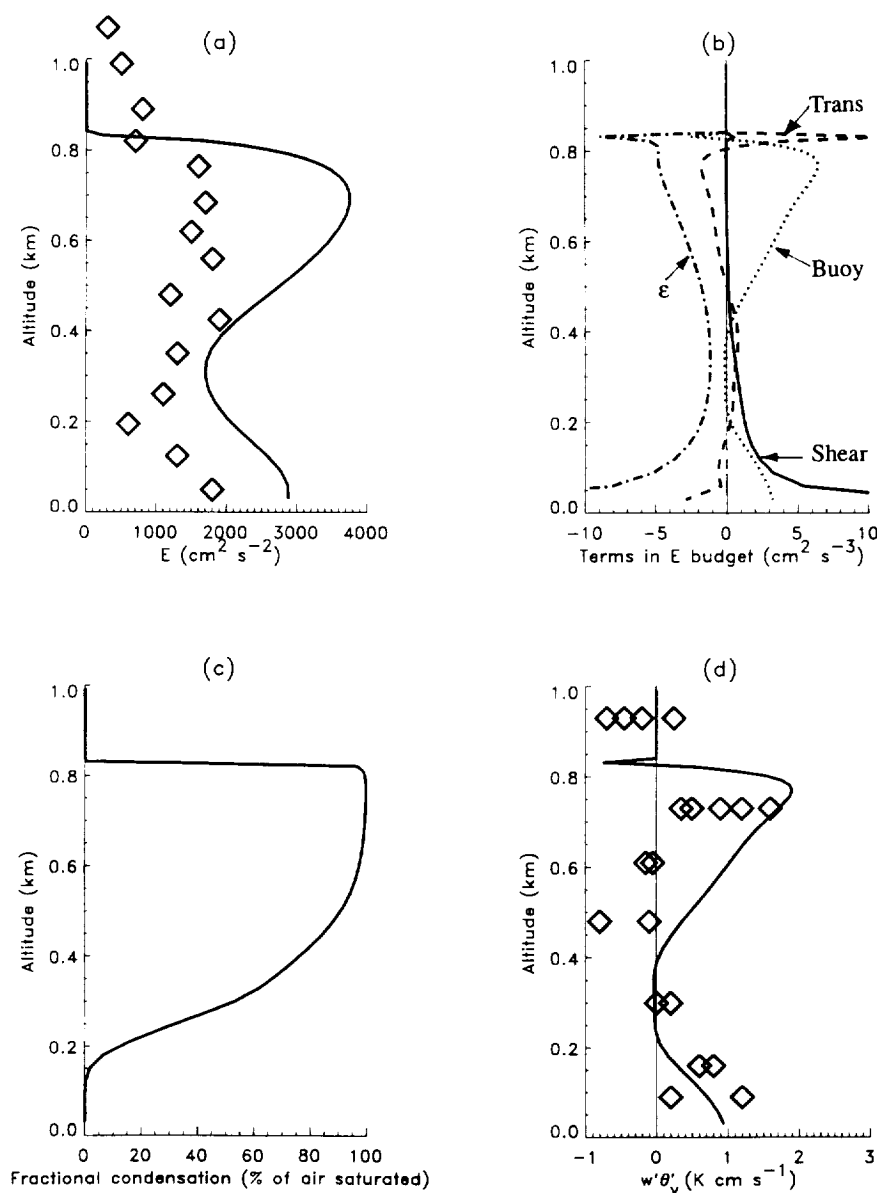 (a)
1.0
0.8
0.6
0.4
0.2
0.0
Altitude (km)
0 1000 2000 3000 4000
E (cm² s⁻²)
(b)
1.0
0.8
0.6
0.4
0.2
0.0
Altitude (km)
Trans
Buoy
ε
Shear
-10 -5 0 5 10
Terms in E budget (cm² s⁻³)
(c)
1.0
0.8
0.6
0.4
0.2
0.0
Altitude (km)
0 20 40 60 80 100
Fractional condensation (% of air saturated)
(d)
1.0
0.8
0.6
0.4
0.2
0.0
Altitude (km)
-1 0 1 2 3
w'θ'ᵥ (K cm s⁻¹)